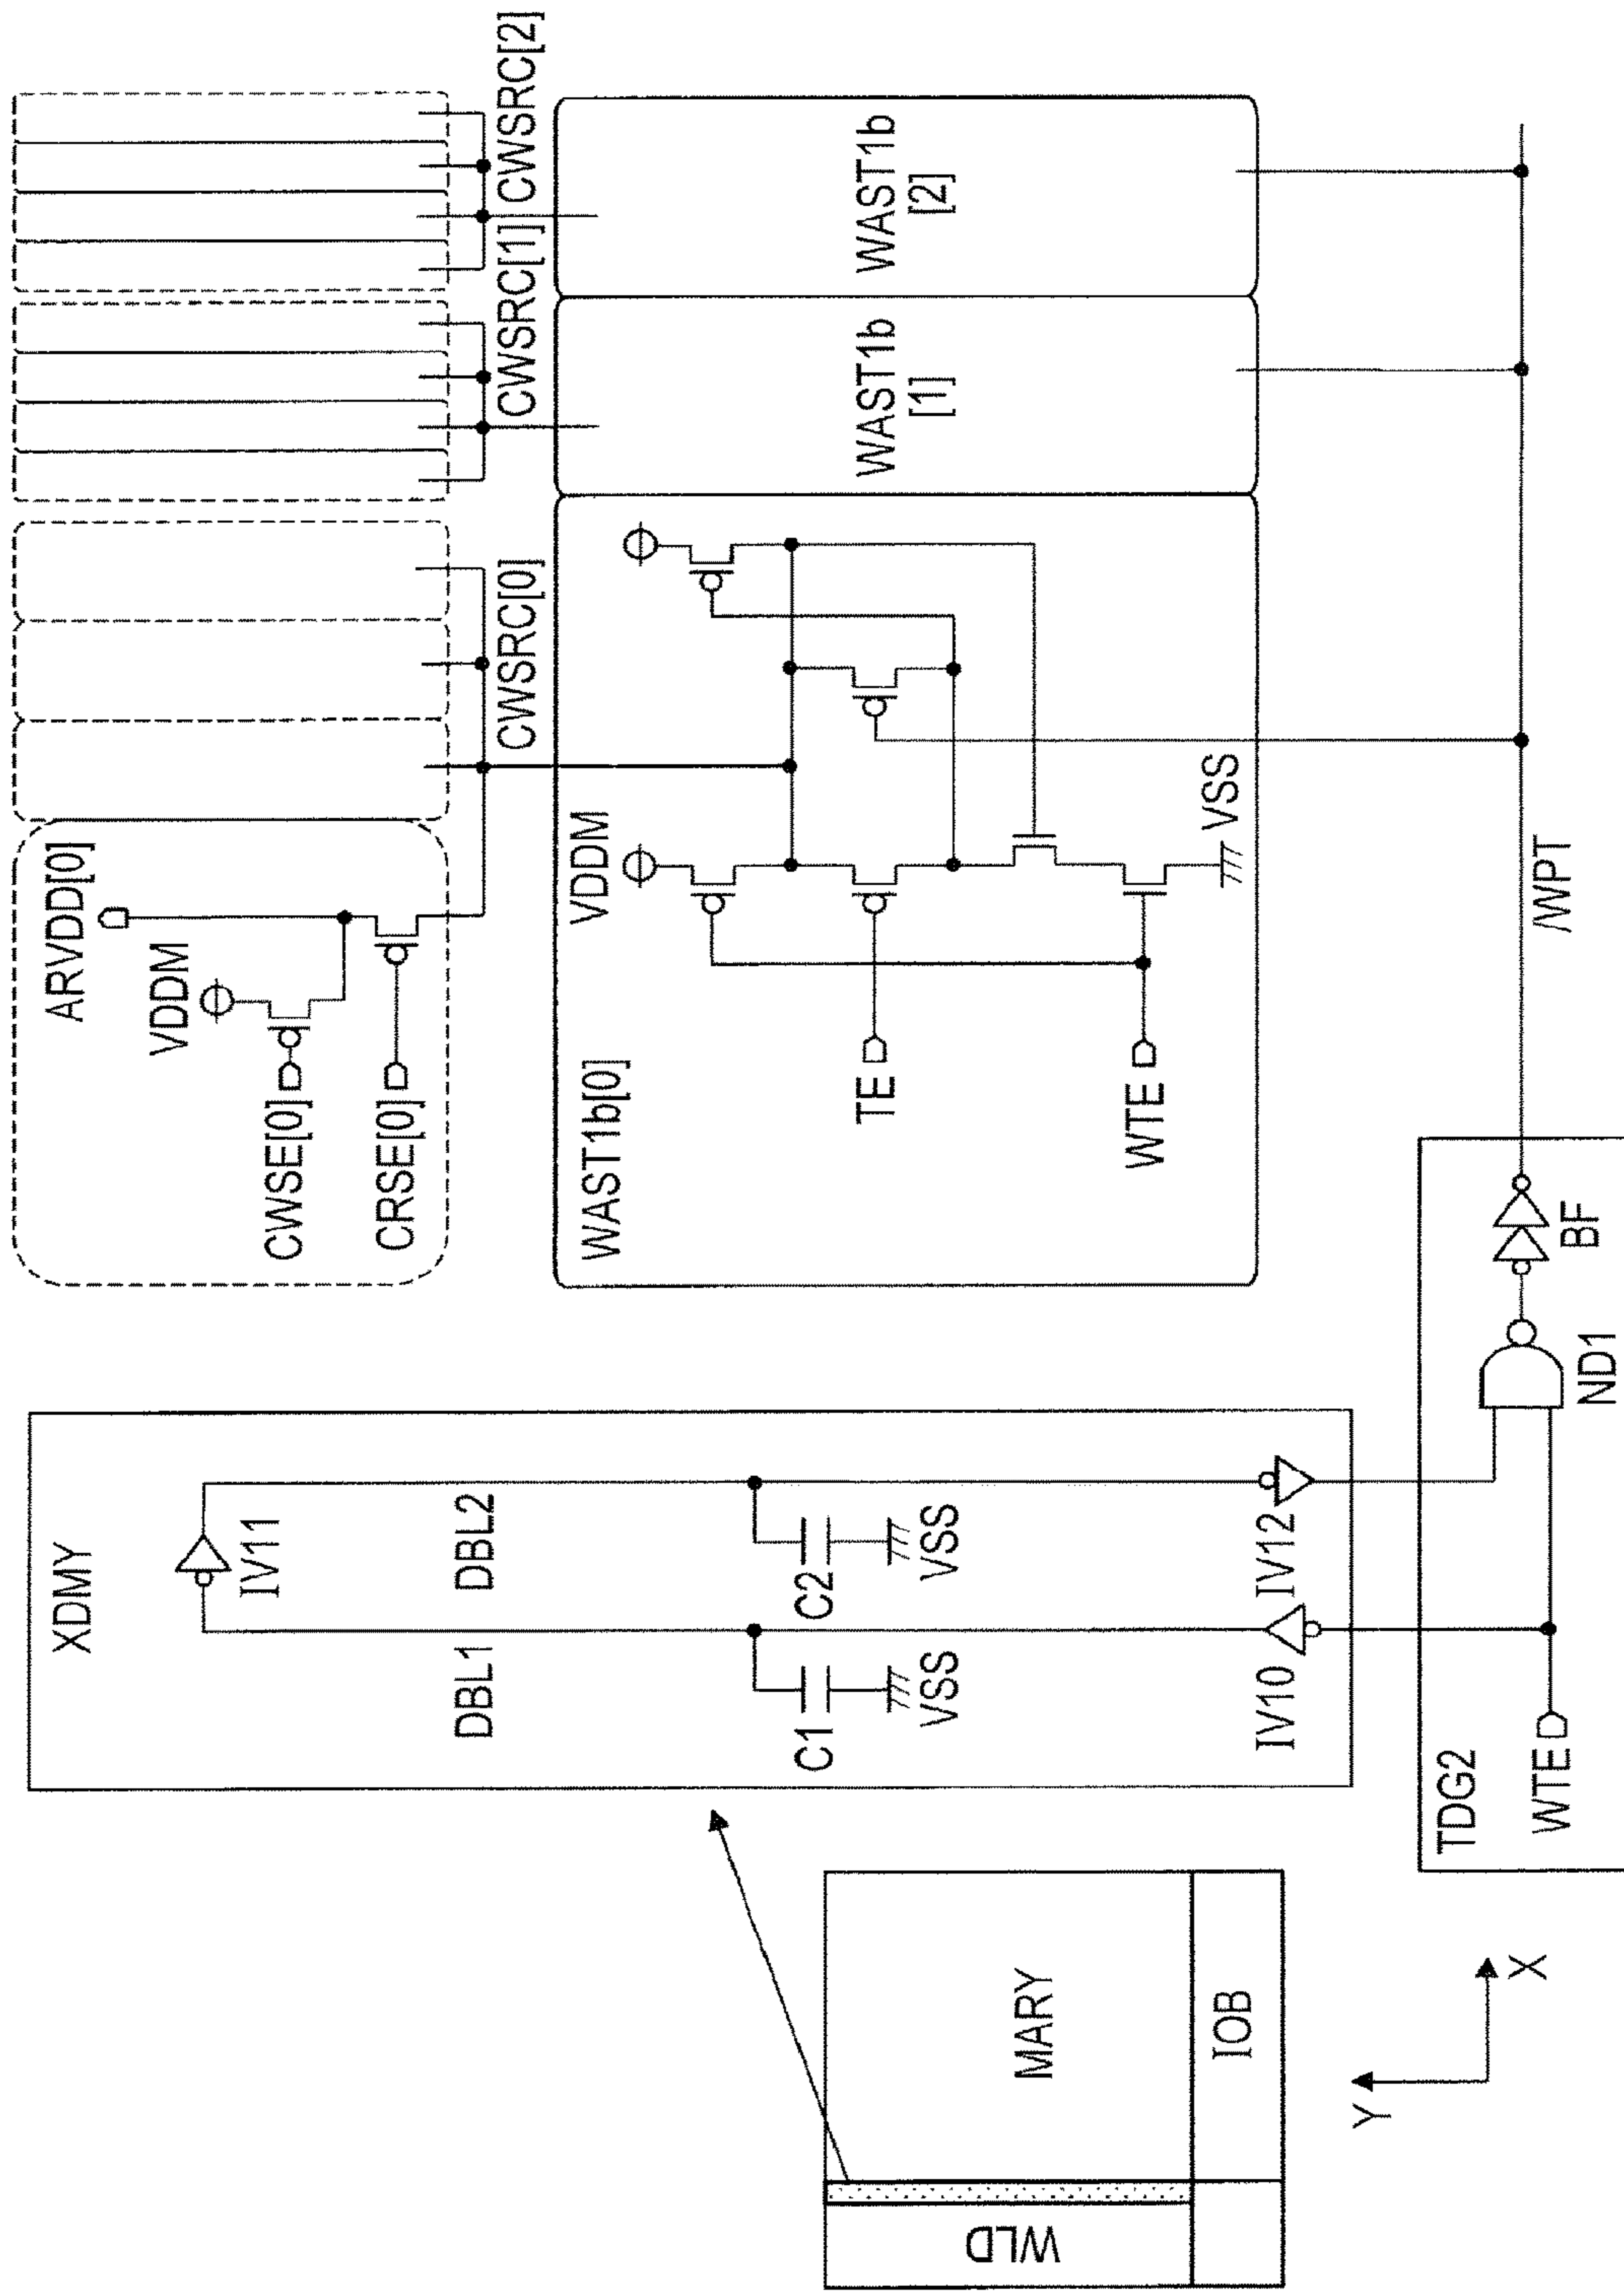 XDMY
IV11
DBL1
DBL2
C1
VSS
C2
VSS
IV10
IV12
WLD
MARY
IOB
Y
X
TDG2
WTE
ND1
BF
/WPT
ARVDD[0]
VDDM
CWSE[0]
CRSE[0]
CWSRC[0]
CWSRC[1]
CWSRC[2]
WAST1b[0]
VDDM
TE
WTE
VSS
WAST1b
[1]
WAST1b
[2]